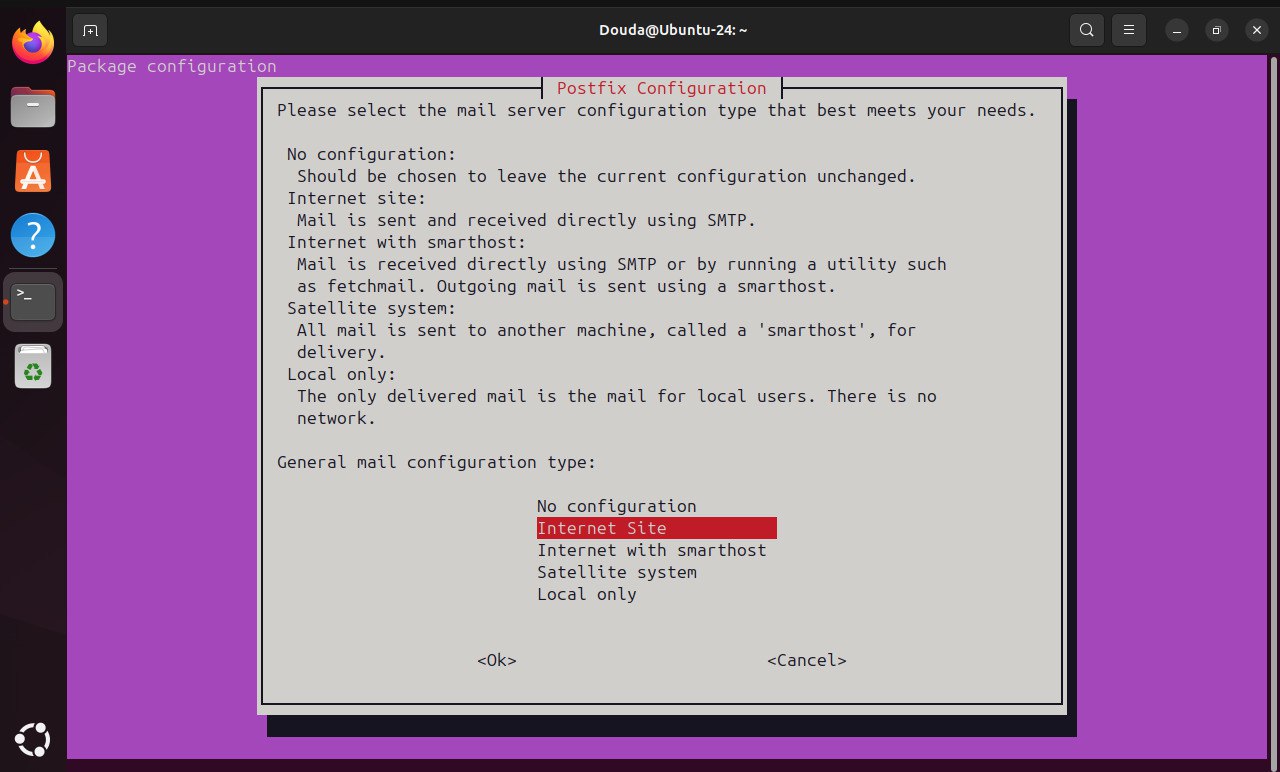 Douda@Ubuntu-24: ~
Package configuration
Postfix Configuration
Please select the mail server configuration type that best meets your needs.
No configuration:
Should be chosen to leave the current configuration unchanged.
Internet site:
Mail is sent and received directly using SMTP.
Internet with smarthost:
Mail is received directly using SMTP or by running a utility such
as fetchmail. Outgoing mail is sent using a smarthost.
Satellite system:
All mail is sent to another machine, called a 'smarthost', for
delivery.
Local only:
The only delivered mail is the mail for local users. There is no
network.
General mail configuration type:
No configuration
Internet Site
Internet with smarthost
Satellite system
Local only
<Ok> <Cancel>